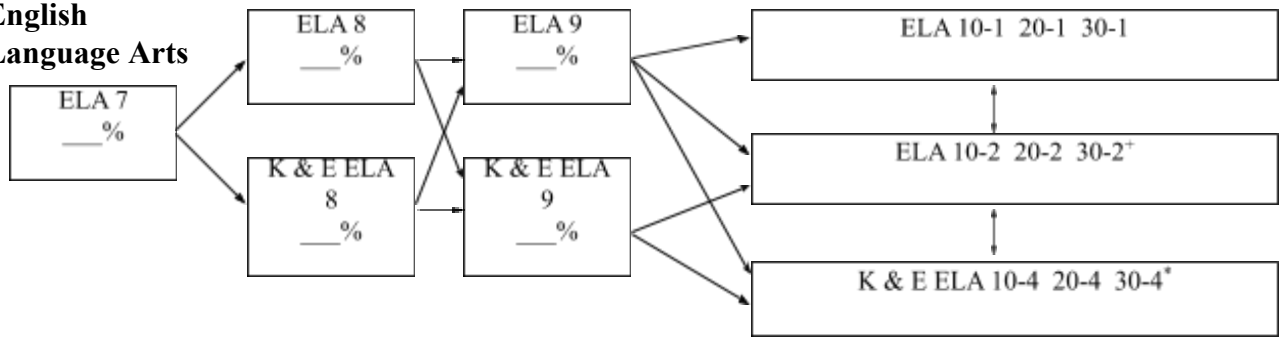 English
Language Arts
ELA 7
___%
ELA 8
___%
K & E ELA
8
___%
ELA 9
___%
K & E ELA
9
___%
ELA 10-1 20-1 30-1
ELA 10-2 20-2 30-2+
K & E ELA 10-4 20-4 30-4*